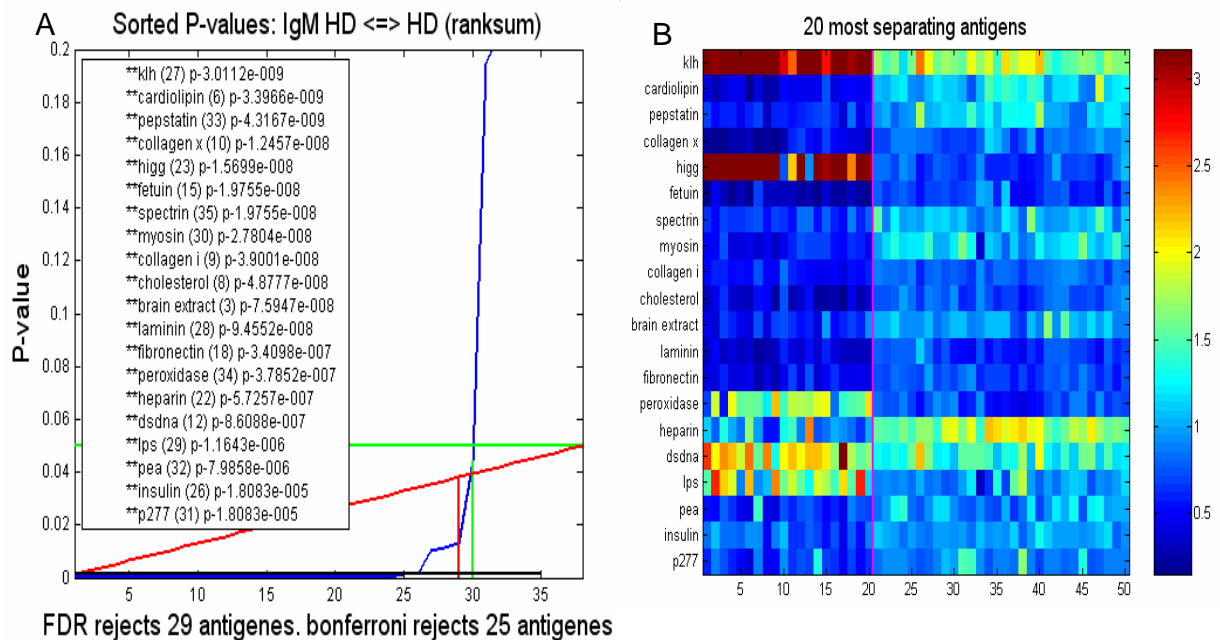 A
Sorted P-values: IgM HD <=> HD (ranksum)
P-value
0.2
0.18
0.16
0.14
0.12
0.1
0.08
0.06
0.04
0.02
0
**klh (27) p-3.0112e-009
**cardiolipin (6) p-3.3966e-009
**pepstatin (33) p-4.3167e-009
**collagen x (10) p-1.2457e-008
**higg (23) p-1.5699e-008
**fetuin (15) p-1.9755e-008
**spectrin (35) p-1.9755e-008
**myosin (30) p-2.7804e-008
**collagen i (9) p-3.9001e-008
**cholesterol (8) p-4.8777e-008
**brain extract (3) p-7.5947e-008
**laminin (28) p-9.4552e-008
**fibronectin (18) p-3.4098e-007
**peroxidase (34) p-3.7852e-007
**heparin (22) p-5.7257e-007
**dsdna (12) p-8.6088e-007
**lps (29) p-1.1643e-006
**pea (32) p-7.9858e-006
**insulin (26) p-1.8083e-005
**p277 (31) p-1.8083e-005
5 10 15 20 25 30 35
FDR rejects 29 antigenes. bonferroni rejects 25 antigenes
B
20 most separating antigens
klh
cardiolipin
pepstatin
collagen x
higg
fetuin
spectrin
myosin
collagen i
cholesterol
brain extract
laminin
fibronectin
peroxidase
heparin
dsdna
lps
pea
insulin
p277
5 10 15 20 25 30 35 40 45 50
3
2.5
2
1.5
1
0.5